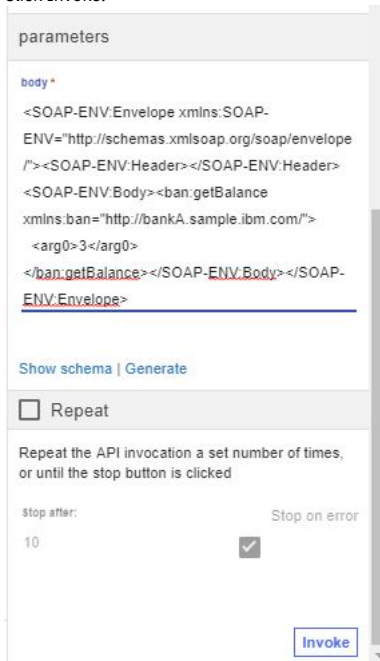 parameters
body *
<SOAP-ENV:Envelope xmlns:SOAP-
ENV="http://schemas.xmlsoap.org/soap/envelope
/"><SOAP-ENV:Header></SOAP-ENV:Header>
<SOAP-ENV:Body><ban:getBalance
xmlns:ban="http://bankA.sample.ibm.com/">
<arg0>3</arg0>
</ban:getBalance></SOAP-ENV:Body></SOAP-
ENV:Envelope>
Show schema | Generate
Repeat
Repeat the API invocation a set number of times,
or until the stop button is clicked
Stop after:
Stop on error
10
Invoke